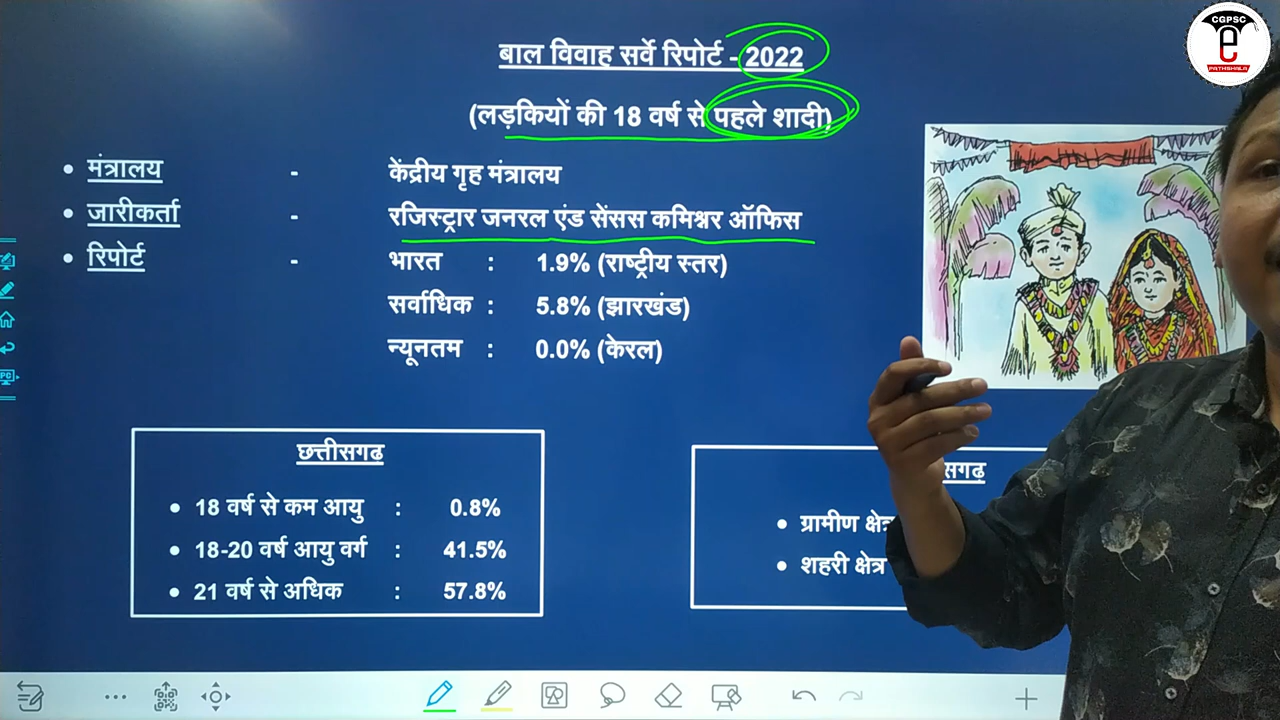 CGPSC
e
PATHSHALA
बाल विवाह सर्वे रिपोर्ट - 2022
(लड़कियों की 18 वर्ष से पहले शादी)
• मंत्रालय - केंद्रीय गृह मंत्रालय
• जारीकर्ता - रजिस्ट्रार जनरल एंड सेंसस कमिश्नर ऑफिस
• रिपोर्ट - भारत : 1.9% (राष्ट्रीय स्तर)
सर्वाधिक : 5.8% (झारखंड)
न्यूनतम : 0.0% (केरल)
छत्तीसगढ
• 18 वर्ष से कम आयु : 0.8%
• 18-20 वर्ष आयु वर्ग : 41.5%
• 21 वर्ष से अधिक : 57.8%
सगढ़
• ग्रामीण क्षेत्र
• शहरी क्षेत्र
PC